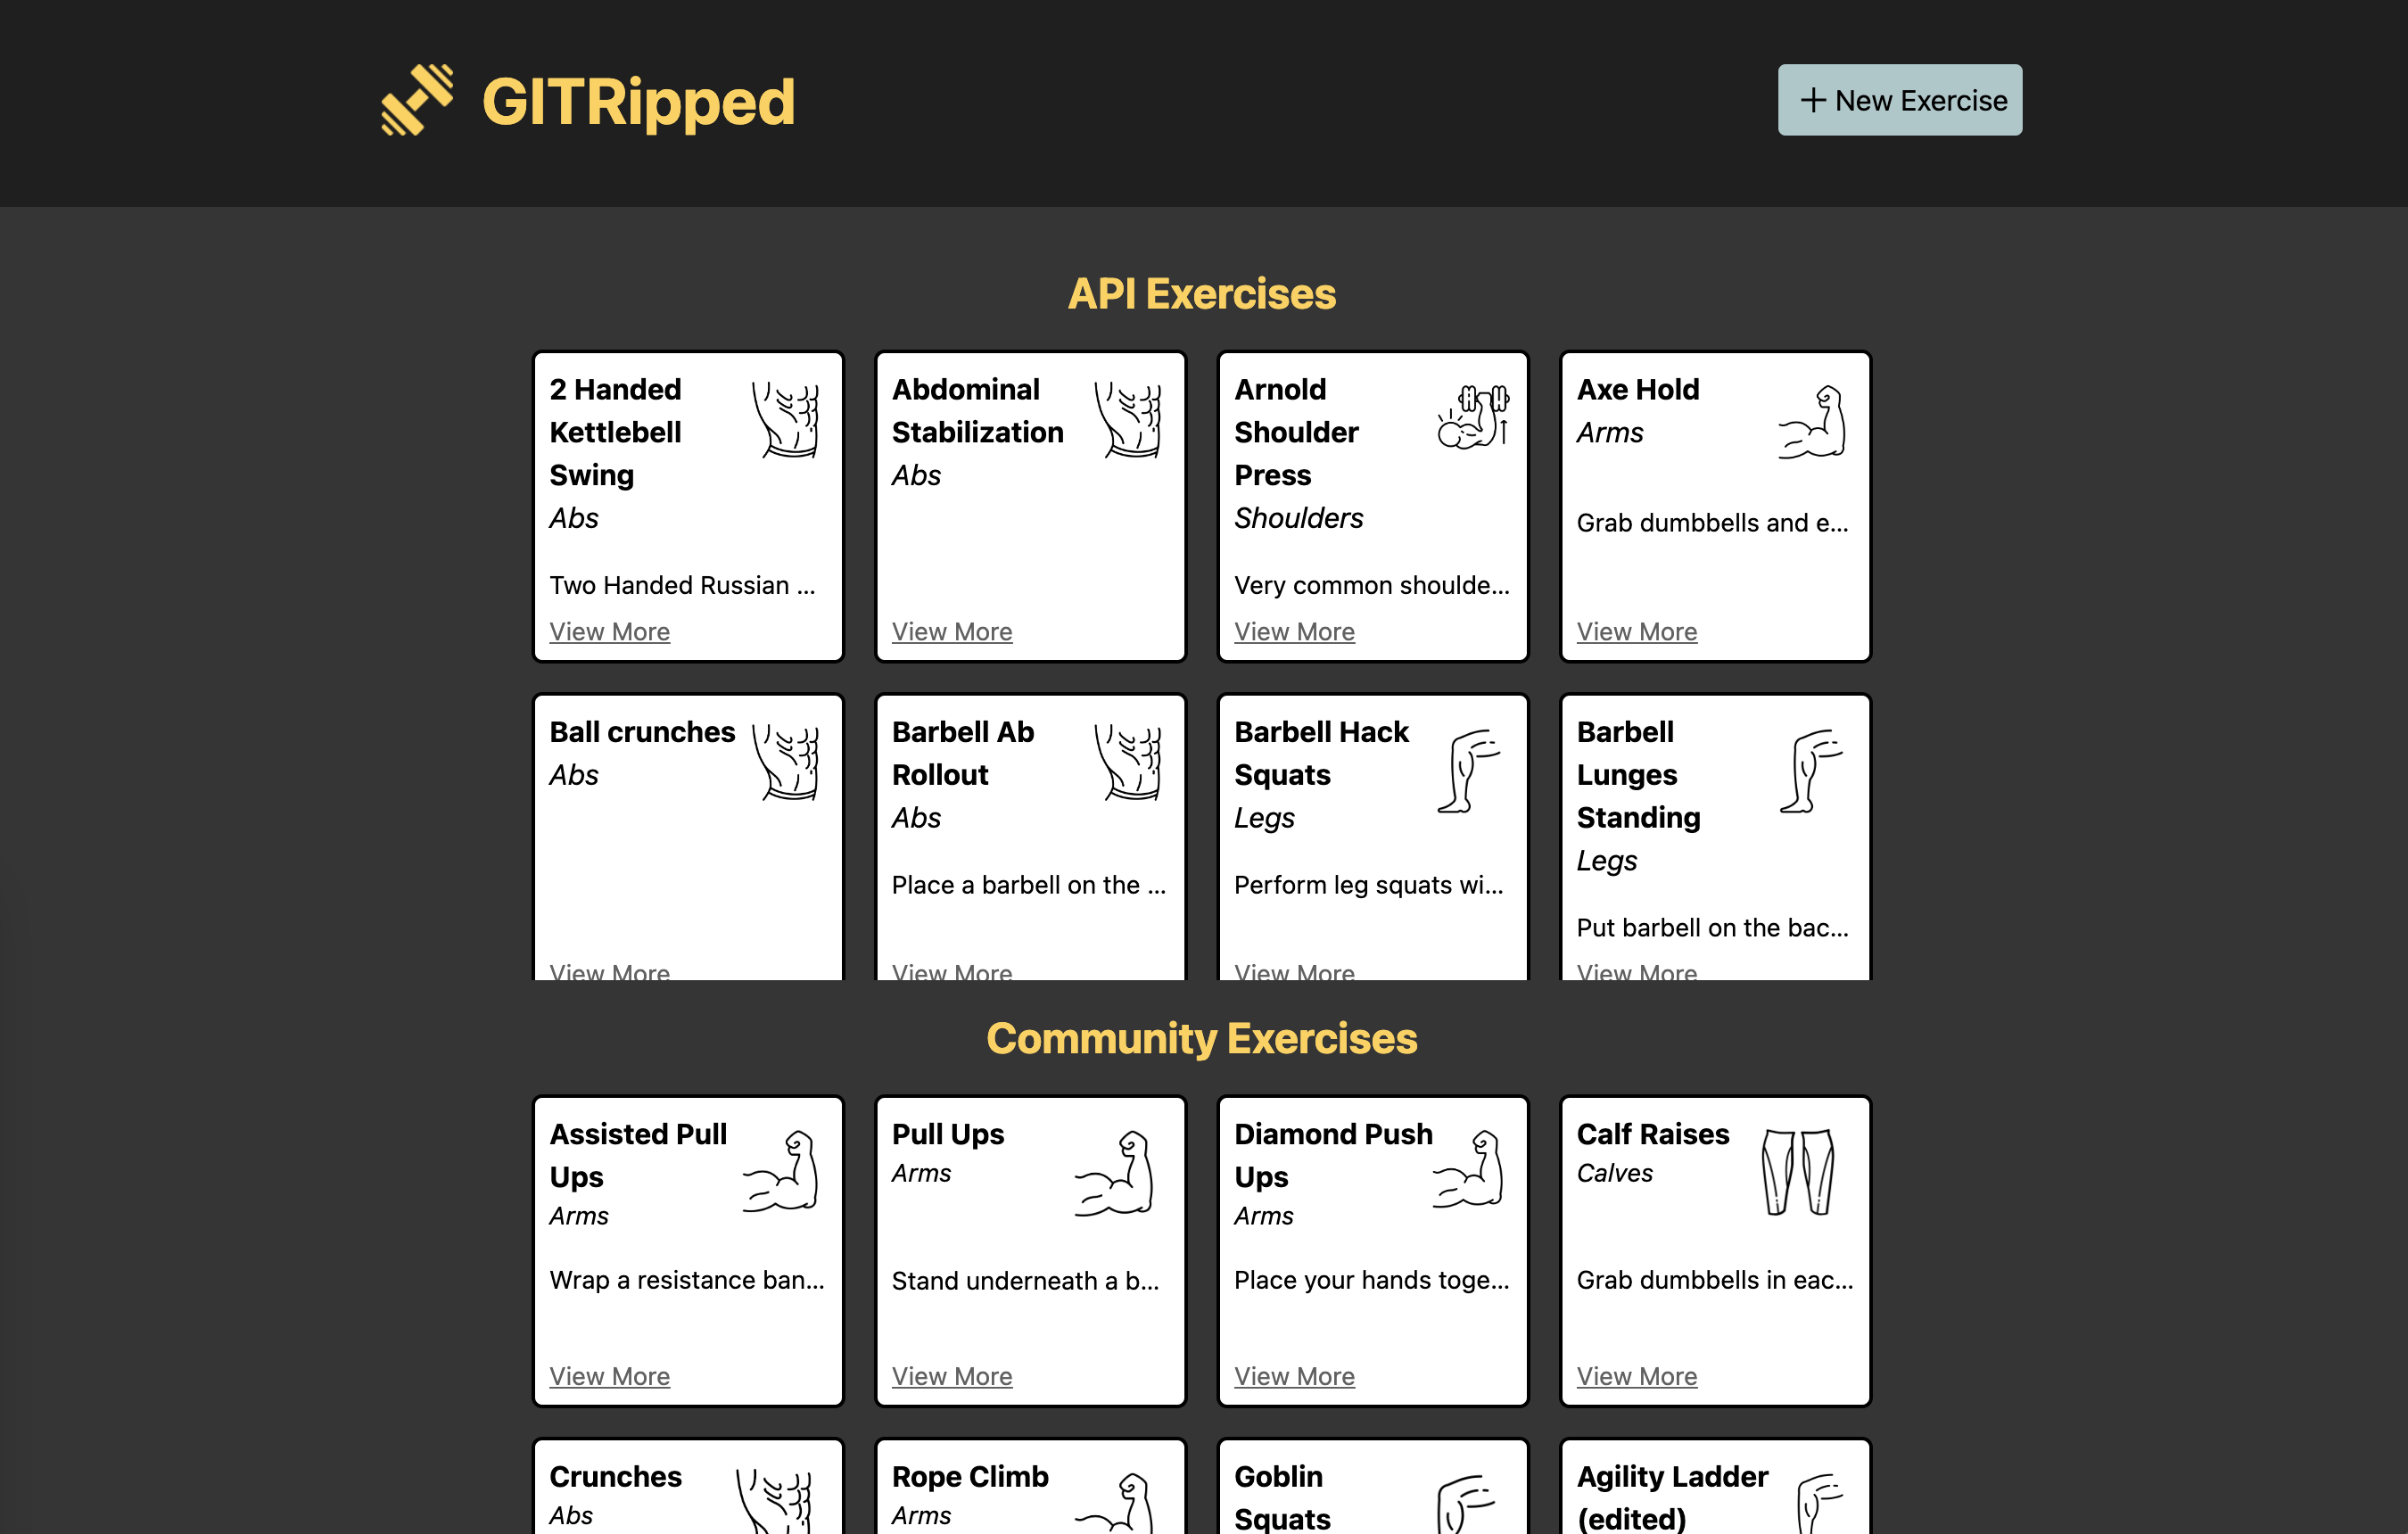 GITRipped
+ New Exercise
API Exercises
2 Handed
Kettlebell
Swing
Abs
Two Handed Russian ...
View More
Abdominal
Stabilization
Abs
View More
Arnold
Shoulder
Press
Shoulders
Very common shoulde...
View More
Axe Hold
Arms
Grab dumbbells and e...
View More
Ball crunches
Abs
View More
Barbell Ab
Rollout
Abs
Place a barbell on the ...
View More
Barbell Hack
Squats
Legs
Perform leg squats wi...
View More
Barbell
Lunges
Standing
Legs
Put barbell on the bac...
View More
Community Exercises
Assisted Pull
Ups
Arms
Wrap a resistance ban...
View More
Pull Ups
Arms
Stand underneath a b...
View More
Diamond Push
Ups
Arms
Place your hands toge...
View More
Calf Raises
Calves
Grab dumbbells in eac...
View More
Crunches
Abs
Rope Climb
Arms
Goblin
Squats
Agility Ladder
(edited)